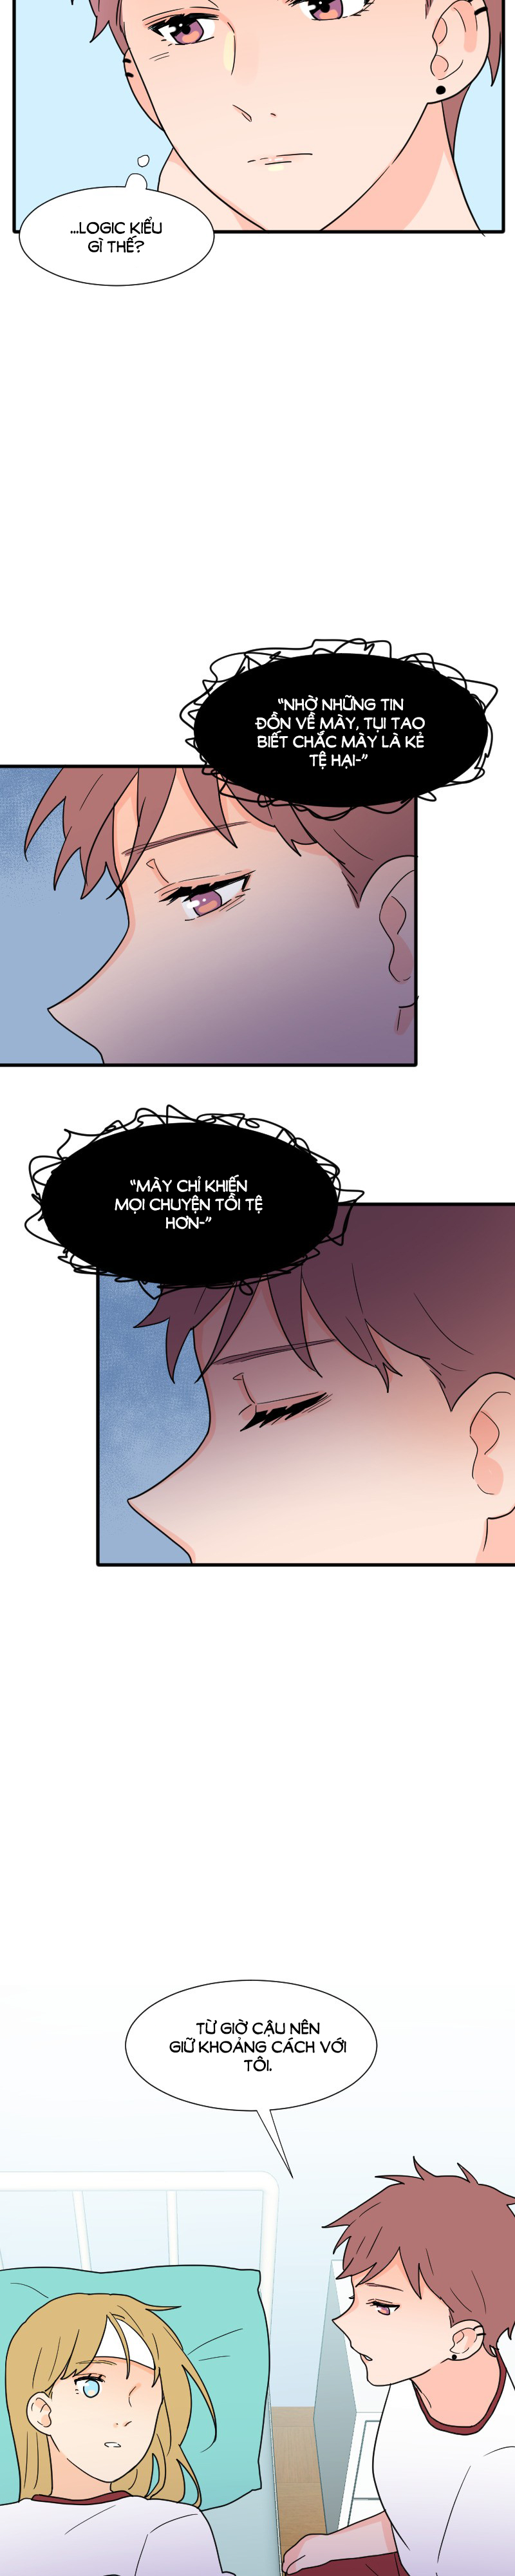 ...LOGIC KIỂU
GÌ THẾ?
"NHỜ NHỮNG TIN
ĐỒN VỀ MÀY, TỤI TAO
BIẾT CHẮC MÀY LÀ KẺ
TỆ HẠI-"
"MÀY CHỈ KHIẾN
MỌI CHUYỆN TỒI TỆ
HƠN-"
TỪ GIỜ CẬU NÊN
GIỮ KHOẢNG CÁCH VỚI
TÔI.